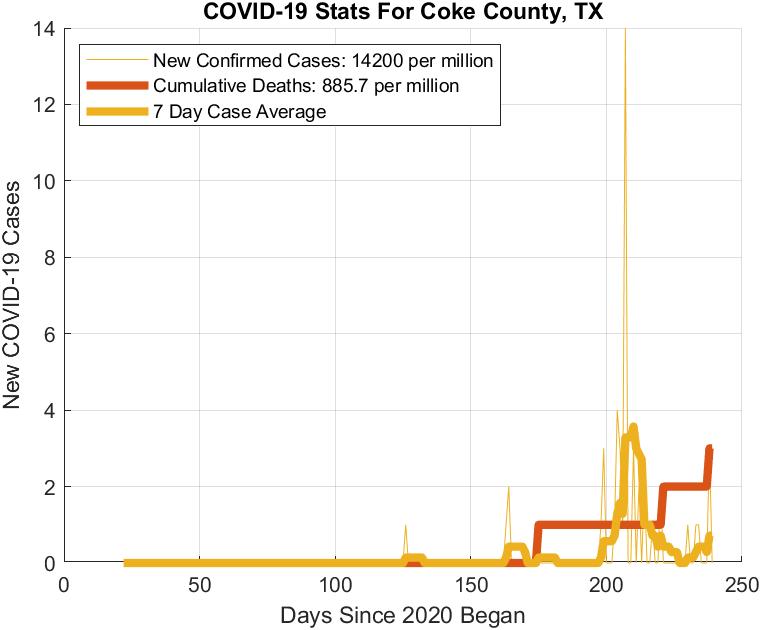 COVID-19 Stats For Coke County, TX
New Confirmed Cases: 14200 per million
Cumulative Deaths: 885.7 per million
7 Day Case Average
New COVID-19 Cases
14
12
10
8
6
4
2
0
0 50 100 150 200 250
Days Since 2020 Began